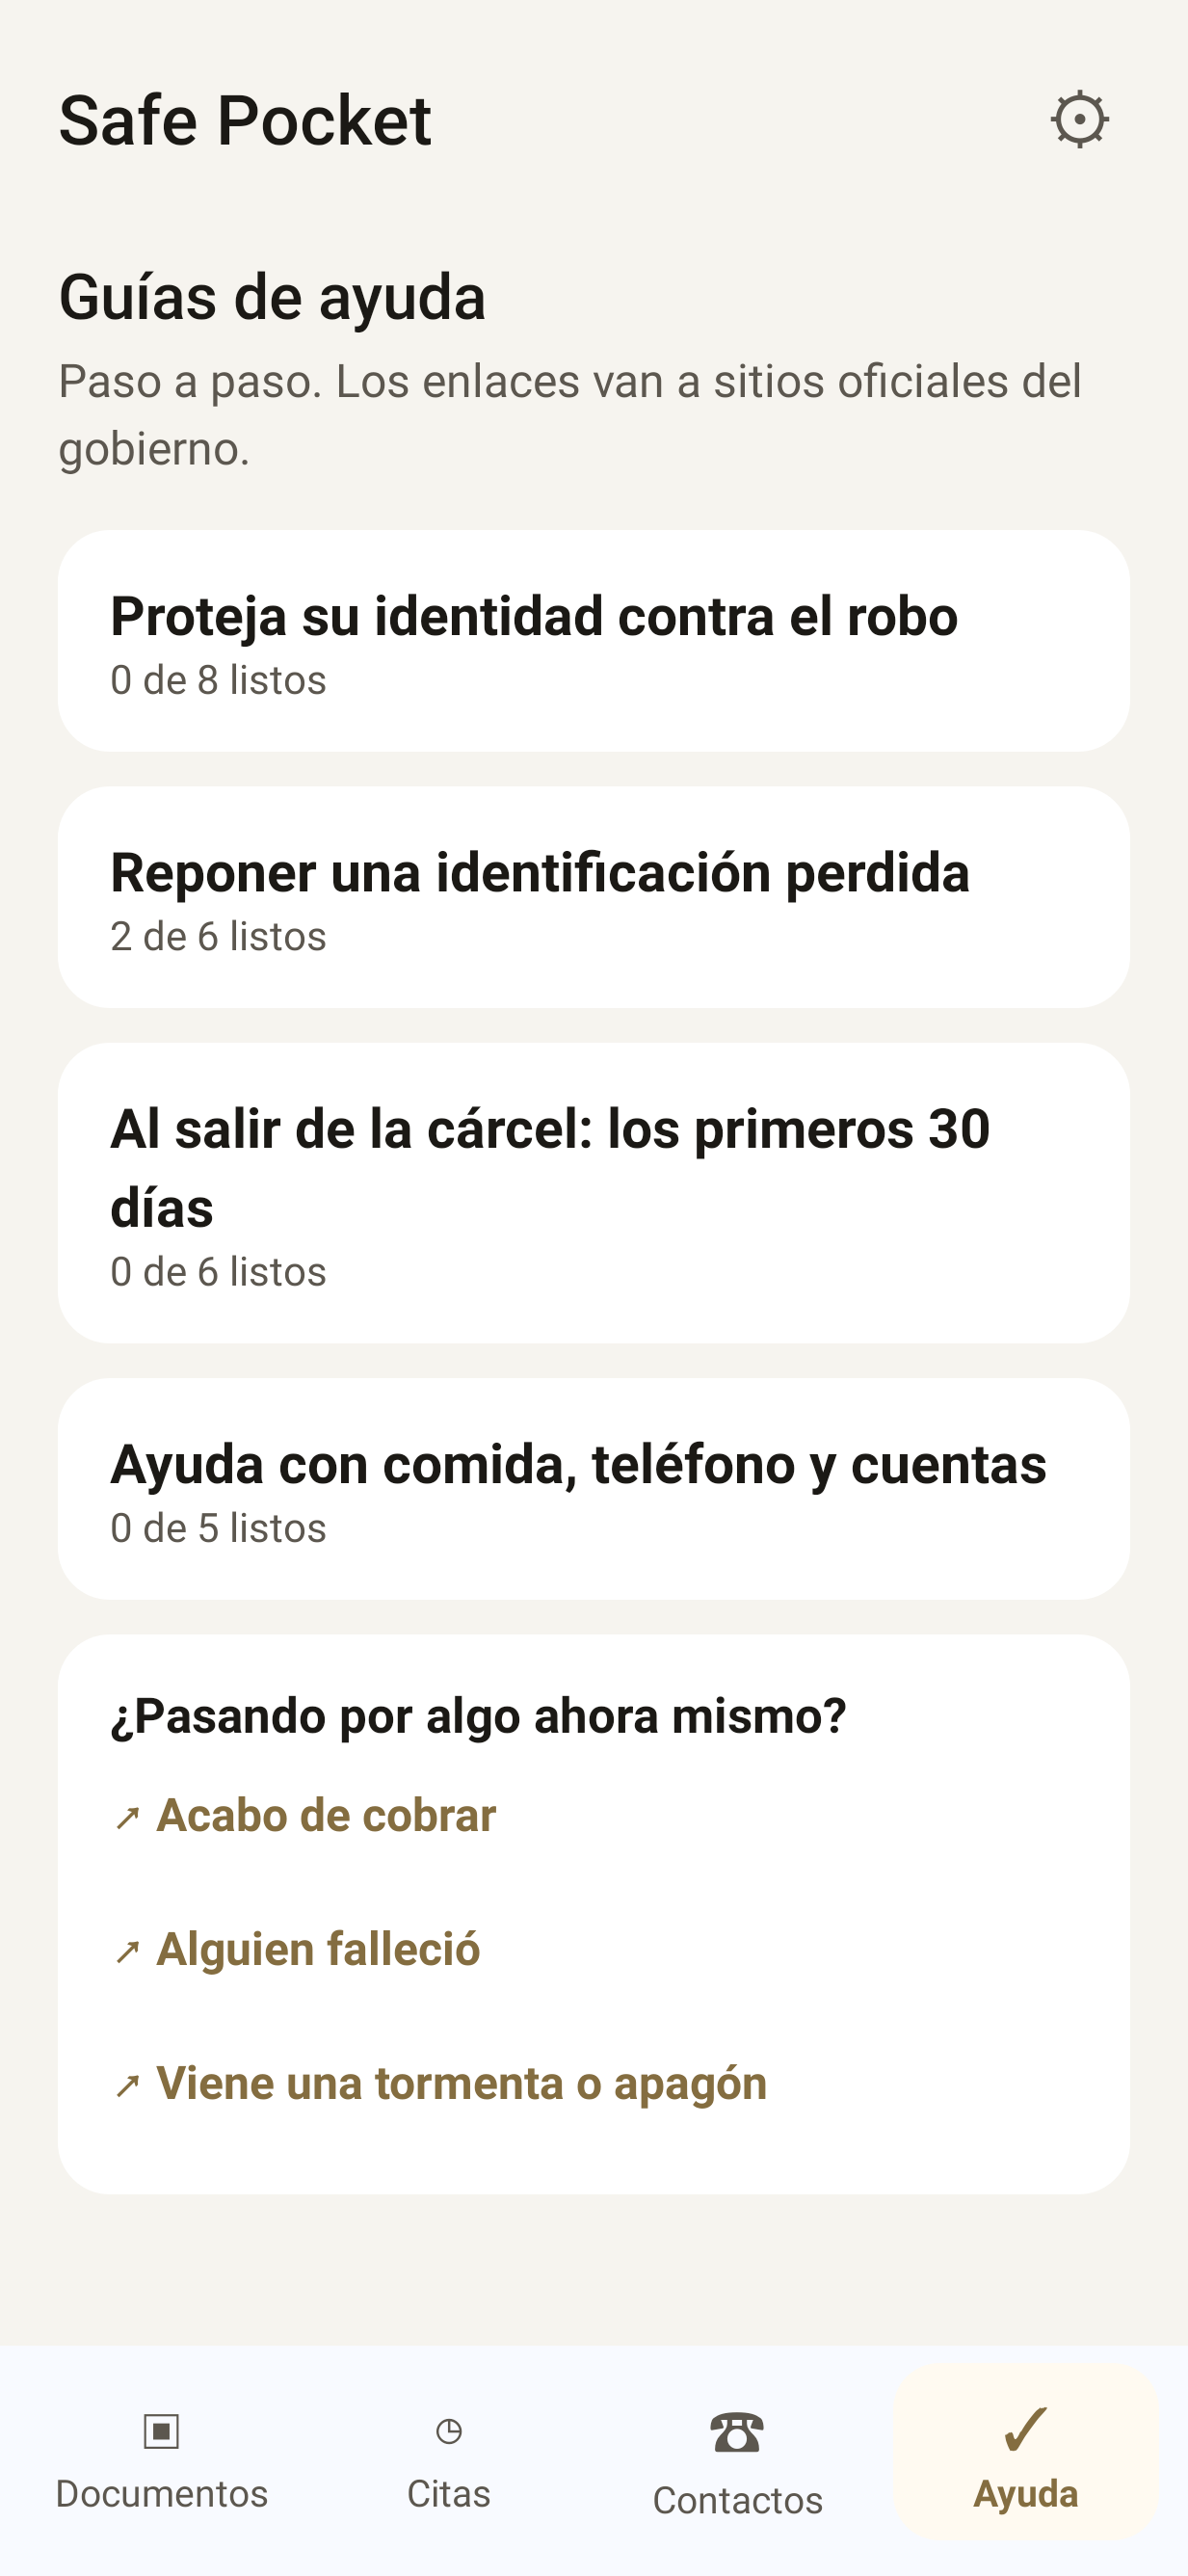 Safe Pocket
Guías de ayuda
Paso a paso. Los enlaces van a sitios oficiales del
gobierno.
Proteja su identidad contra el robo
0 de 8 listos
Reponer una identificación perdida
2 de 6 listos
Al salir de la cárcel: los primeros 30
días
0 de 6 listos
Ayuda con comida, teléfono y cuentas
0 de 5 listos
¿Pasando por algo ahora mismo?
↗ Acabo de cobrar
↗ Alguien falleció
↗ Viene una tormenta o apagón
Documentos
Citas
Contactos
Ayuda